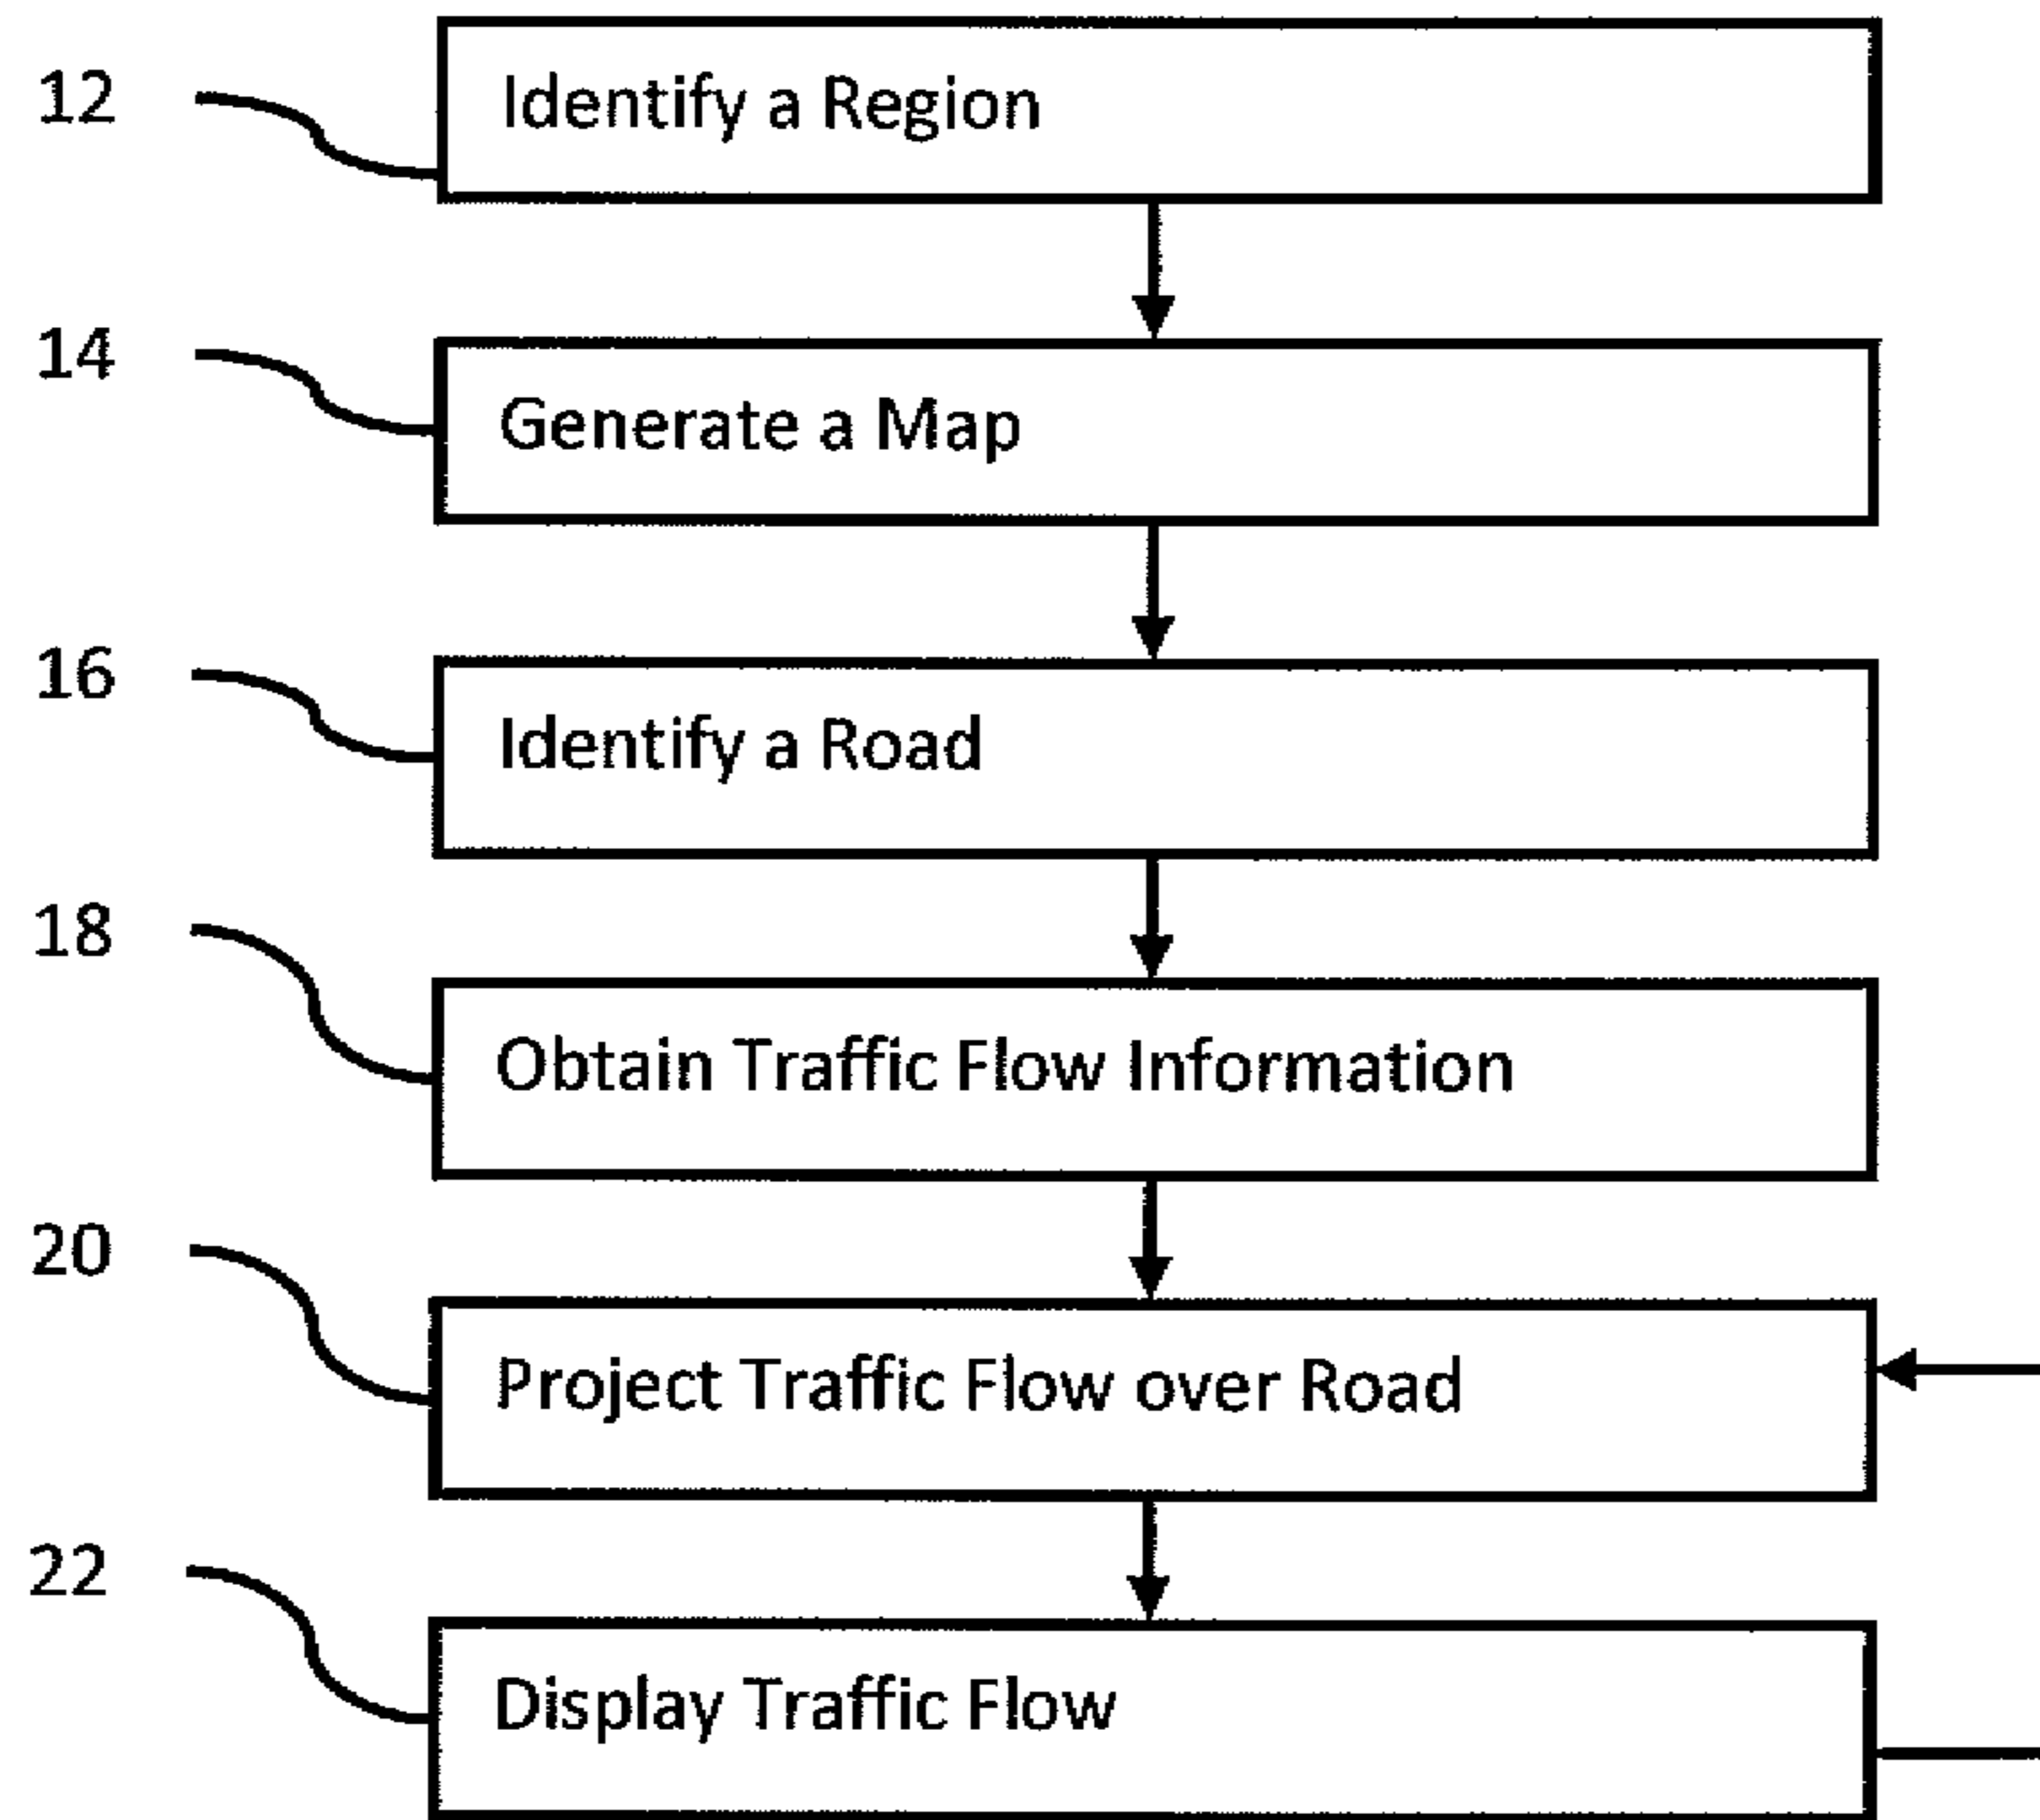 12
Identify a Region
14
Generate a Map
16
Identify a Road
18
Obtain Traffic Flow Information
20
Project Traffic Flow over Road
22
Display Traffic Flow